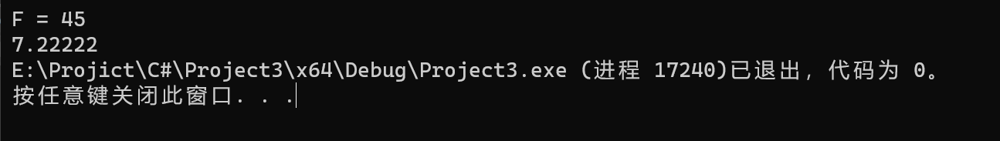 F = 45
7.22222
E:\Projict\C#\Project3\x64\Debug\Project3.exe (进程 17240)已退出，代码为 0。
按任意键关闭此窗口. . .